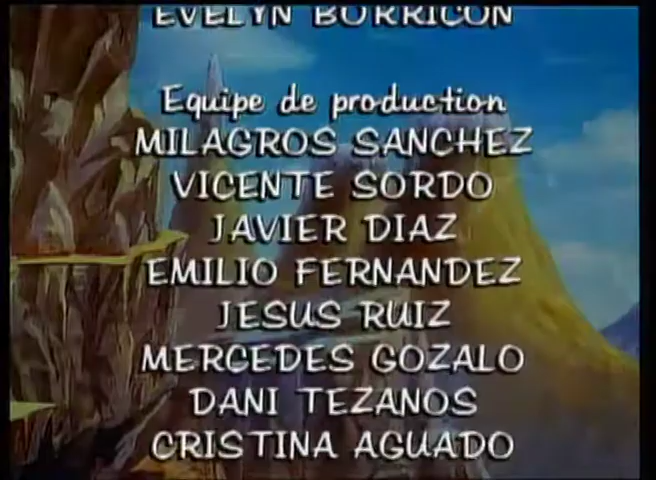 EVELYN BORRICON
Equipe de production
MILAGROS SANCHEZ
VICENTE SORDO
JAVIER DIAZ
EMILIO FERNANDEZ
JESUS RUIZ
MERCEDES GOZALO
DANI TEZANOS
CRISTINA AGUADO